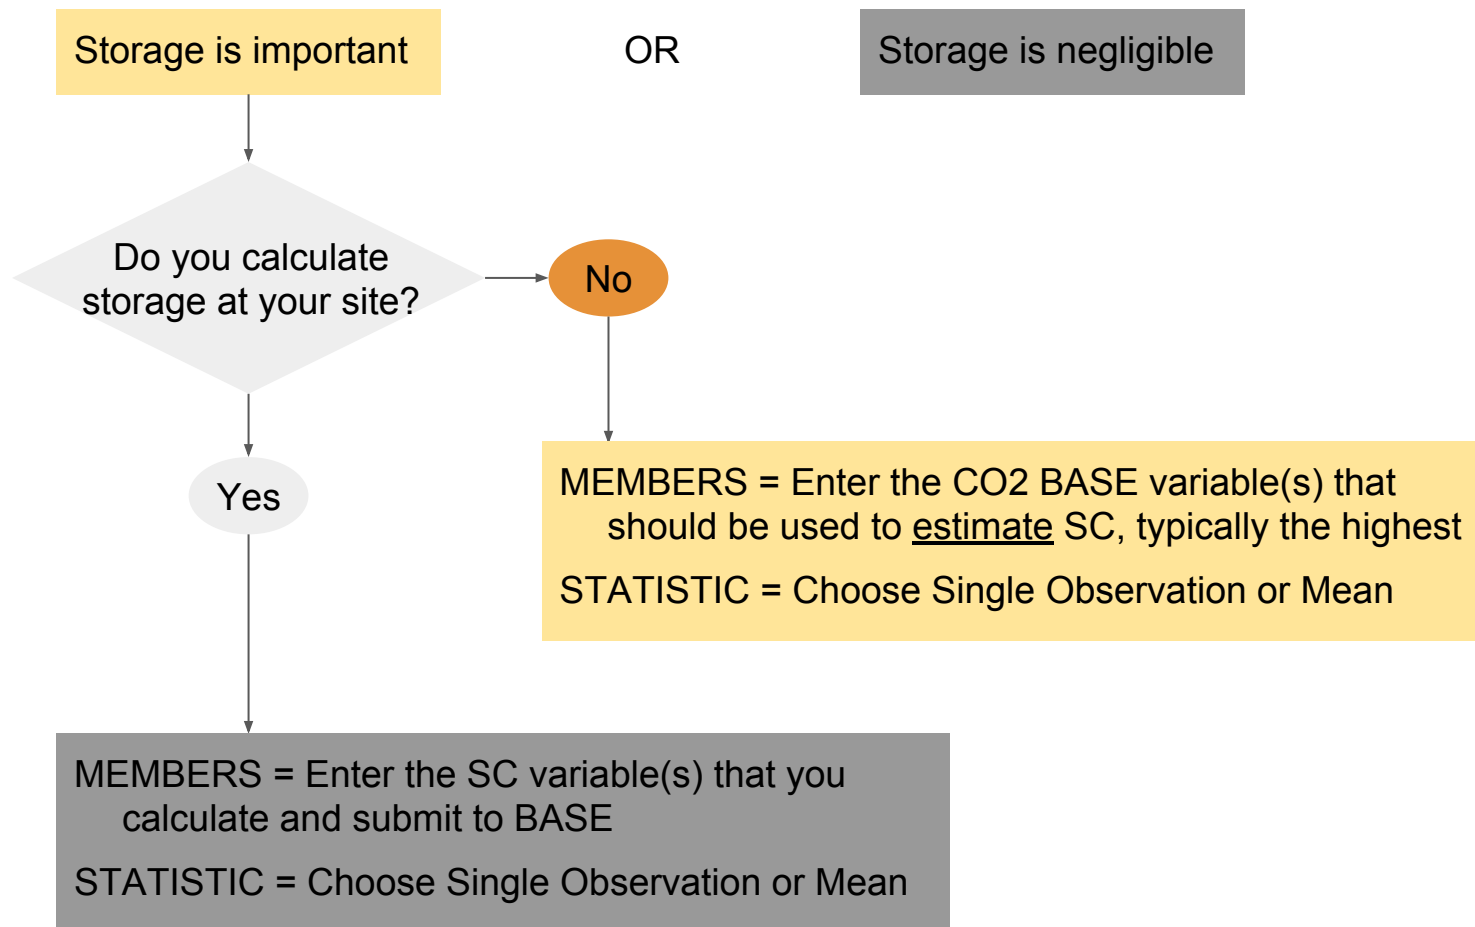 Storage is important
OR
Storage is negligible
Do you calculate
storage at your site?
No
Yes
MEMBERS = Enter the CO2 BASE variable(s) that
should be used to estimate SC, typically the highest
STATISTIC = Choose Single Observation or Mean
MEMBERS = Enter the SC variable(s) that you
calculate and submit to BASE
STATISTIC = Choose Single Observation or Mean